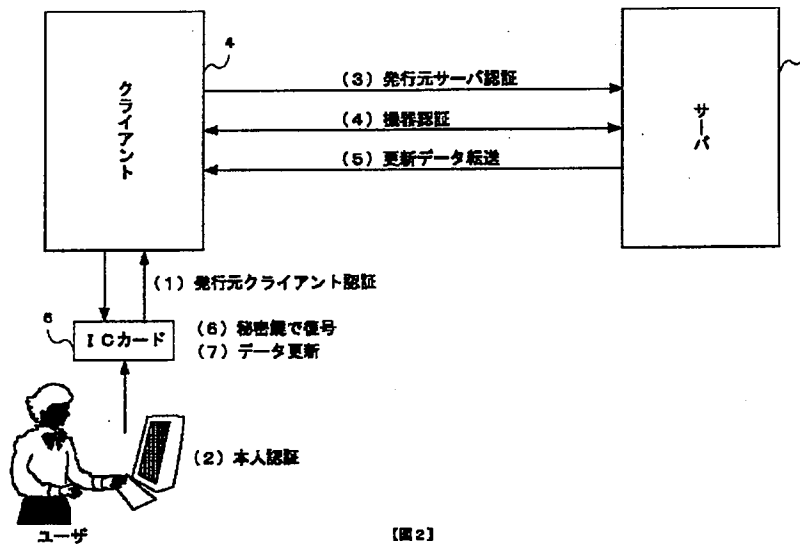 4
クライアント
(3) 発行元サーバ認証
(4) 機器認証
(5) 更新データ転送
サーバ
(1) 発行元クライアント認証
6
ICカード
(6) 秘密鍵で復号
(7) データ更新
(2) 本人認証
ユーザ
【図2】